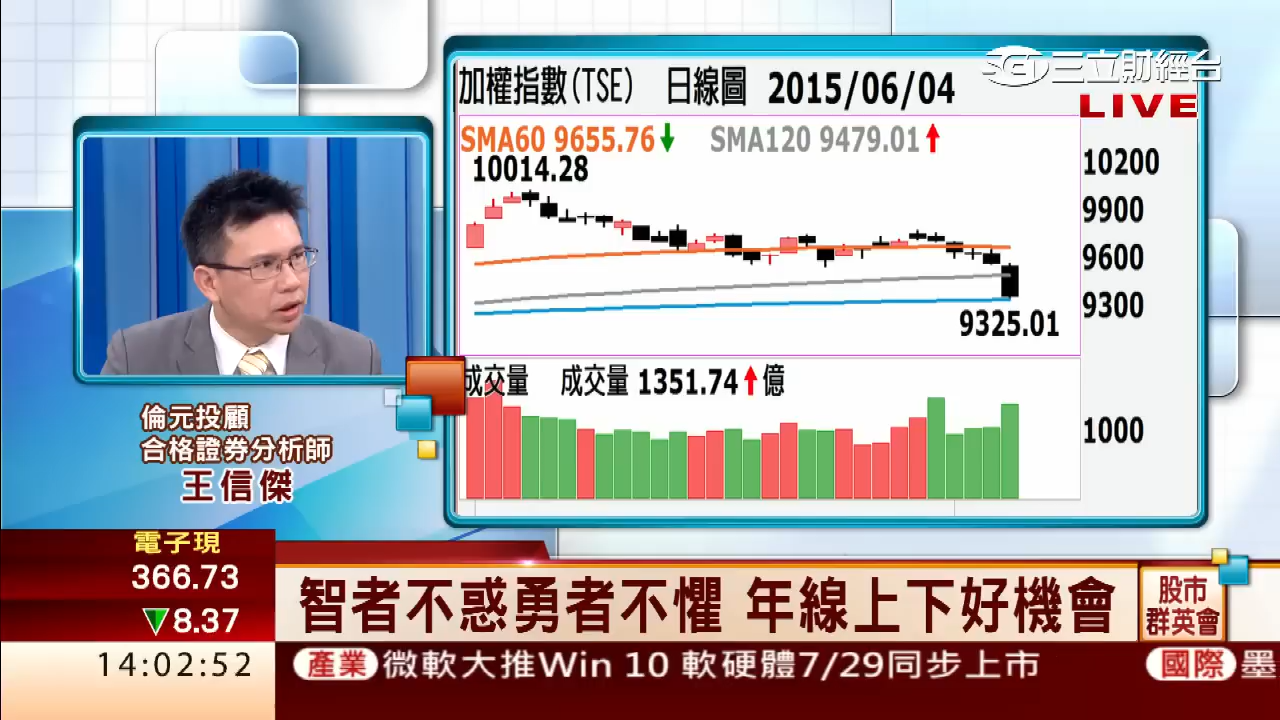 加權指數(TSE) 日線圖 2015/06/04
三立財經台
LIVE
SMA60 9655.76 SMA120 9479.01
10014.28
10200
9900
9600
9300
9325.01
成交量 成交量 1351.74 億
1000
倫元投顧
合格證券分析師
王信傑
電子現
366.73
8.37
14:02:52
智者不惑勇者不懼 年線上下好機會
股市
群英會
產業 微軟大推Win 10 軟硬體7/29同步上市
國際 墨